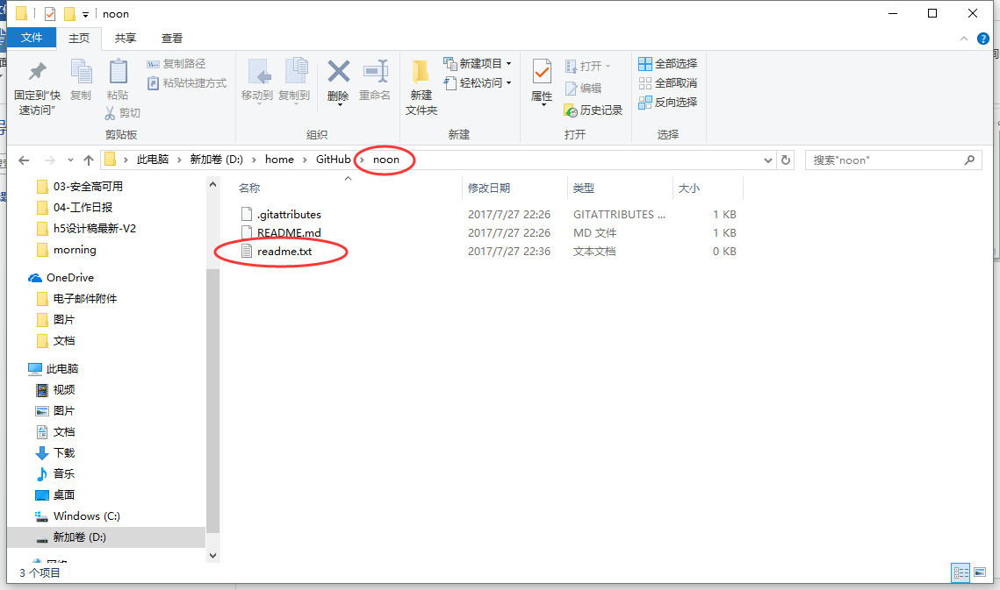 noon
文件 主页 共享 查看
固定到"快
速访问"
复制
粘贴
复制路径
粘贴快捷方式
剪切
剪贴板
移动到 复制到 删除 重命名
组织
新建
文件夹
新建项目
轻松访问
新建
属性
打开
编辑
历史记录
打开
全部选择
全部取消
反向选择
选择
此电脑 新加卷 (D:) home GitHub noon
搜索"noon"
03-安全高可用
04-工作日报
h5设计稿最新-V2
morning
OneDrive
电子邮件附件
图片
文档
此电脑
视频
图片
文档
下载
音乐
桌面
Windows (C:)
新加卷 (D:)
网络
名称 修改日期 类型 大小
.gitattributes 2017/7/27 22:26 GITATTRIBUTES ... 1 KB
README.md 2017/7/27 22:26 MD 文件 1 KB
readme.txt 2017/7/27 22:36 文本文档 0 KB
3 个项目